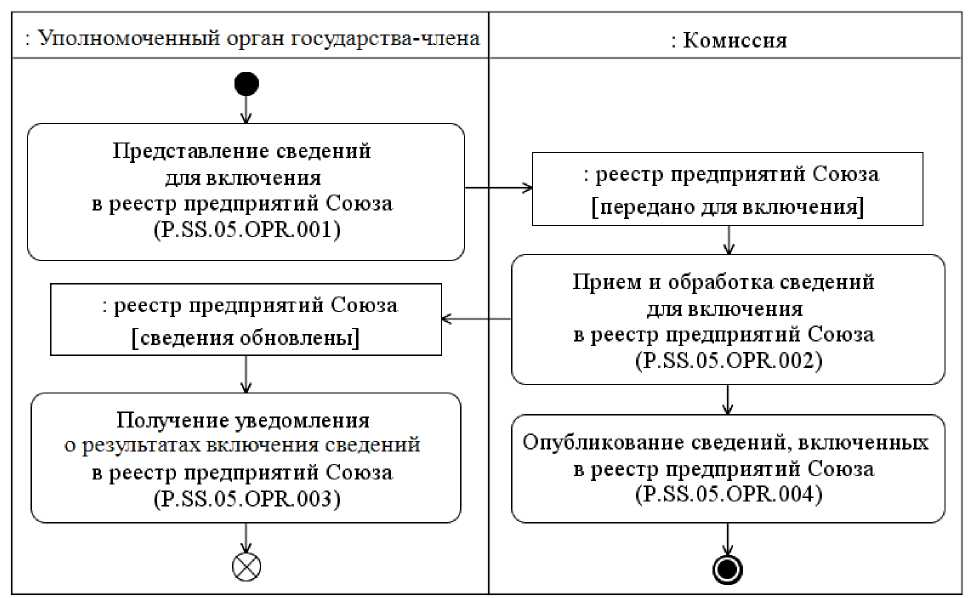 : Уполномоченный орган государства-члена
: Комиссия
Представление сведений
для включения
в реестр предприятий Союза
(P.SS.05.OPR.001)
: реестр предприятий Союза
[передано для включения]
Прием и обработка сведений
для включения
в реестр предприятий Союза
(P.SS.05.OPR.002)
: реестр предприятий Союза
[сведения обновлены]
Получение уведомления
о результатах включения сведений
в реестр предприятий Союза
(P.SS.05.OPR.003)
Опубликование сведений, включенных
в реестр предприятий Союза
(P.SS.05.OPR.004)